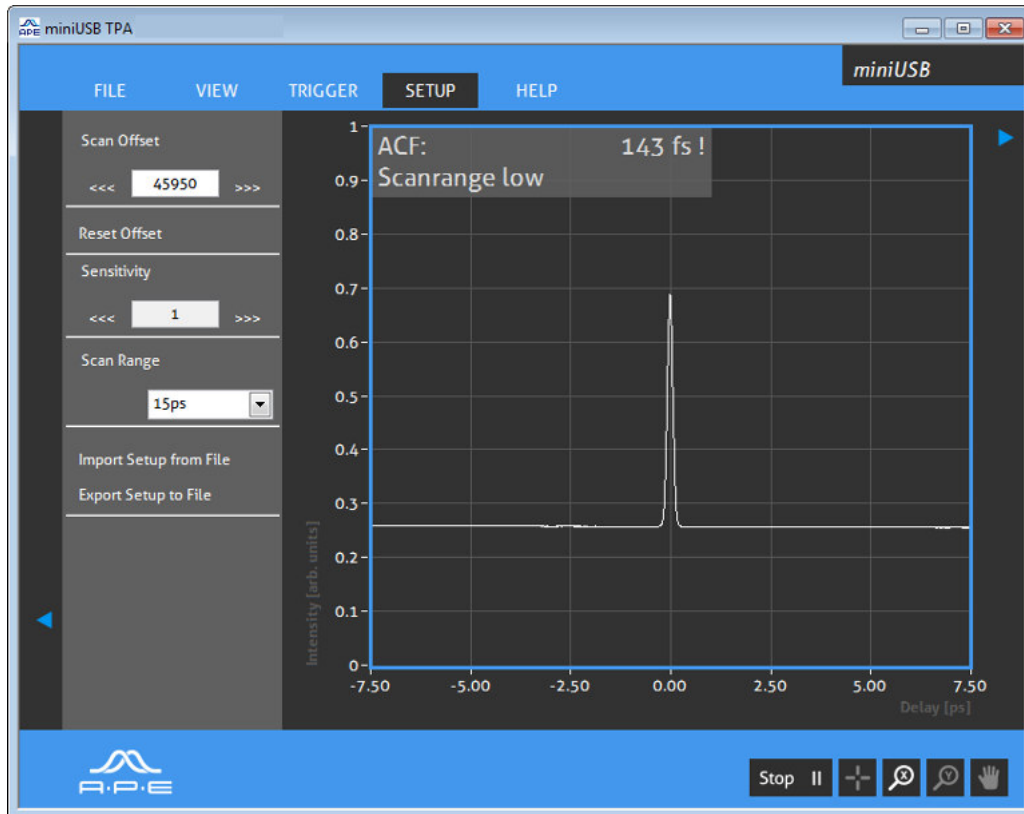 APE miniUSB TPA
miniUSB
FILE VIEW TRIGGER SETUP HELP
Scan Offset
<<< 45950 >>>
Reset Offset
Sensitivity
<<< 1 >>>
Scan Range
15ps
Import Setup from File
Export Setup to File
ACF: 143 fs !
Scanrange low
1
0.9
0.8
0.7
0.6
0.5
0.4
0.3
0.2
0.1
0
Intensity [arb. units]
-7.50 -5.00 -2.50 0.00 2.50 5.00 7.50
Delay [ps]
A·P·E
Stop
X
Y